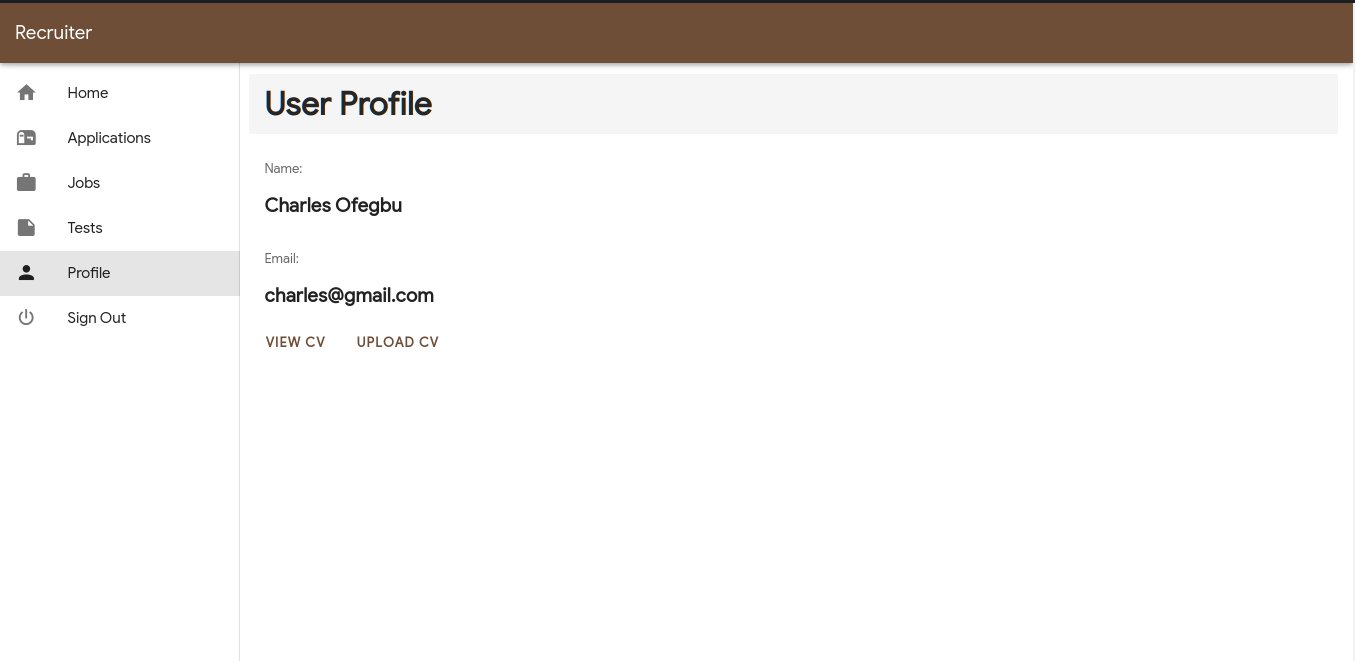 Recruiter
Home
Applications
Jobs
Tests
Profile
Sign Out
User Profile
Name:
Charles Ofegbu
Email:
charles@gmail.com
VIEW CV UPLOAD CV